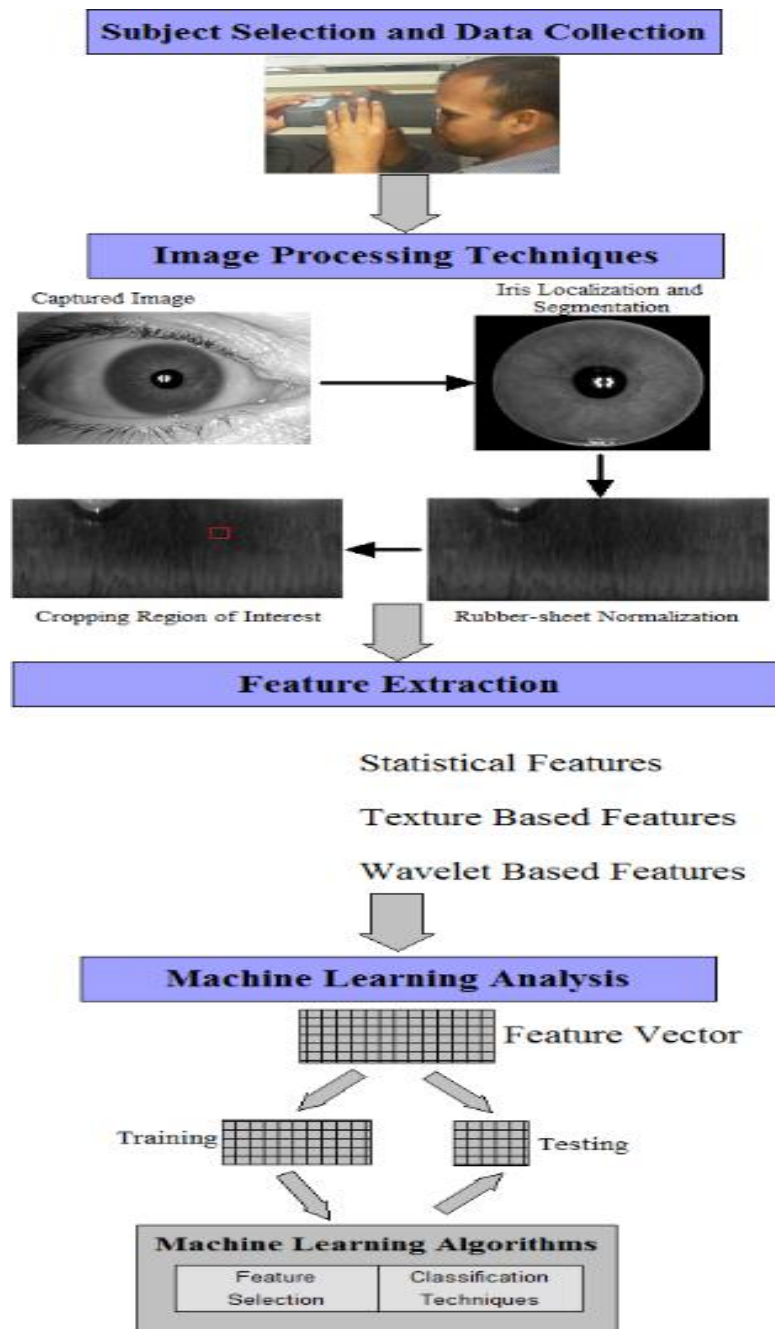 Subject Selection and Data Collection
Image Processing Techniques
Captured Image
Iris Localization and
Segmentation
Cropping Region of Interest
Rubber-sheet Normalization
Feature Extraction
Statistical Features
Texture Based Features
Wavelet Based Features
Machine Learning Analysis
Feature Vector
Training
Testing
Machine Learning Algorithms
Feature
Selection
Classification
Techniques